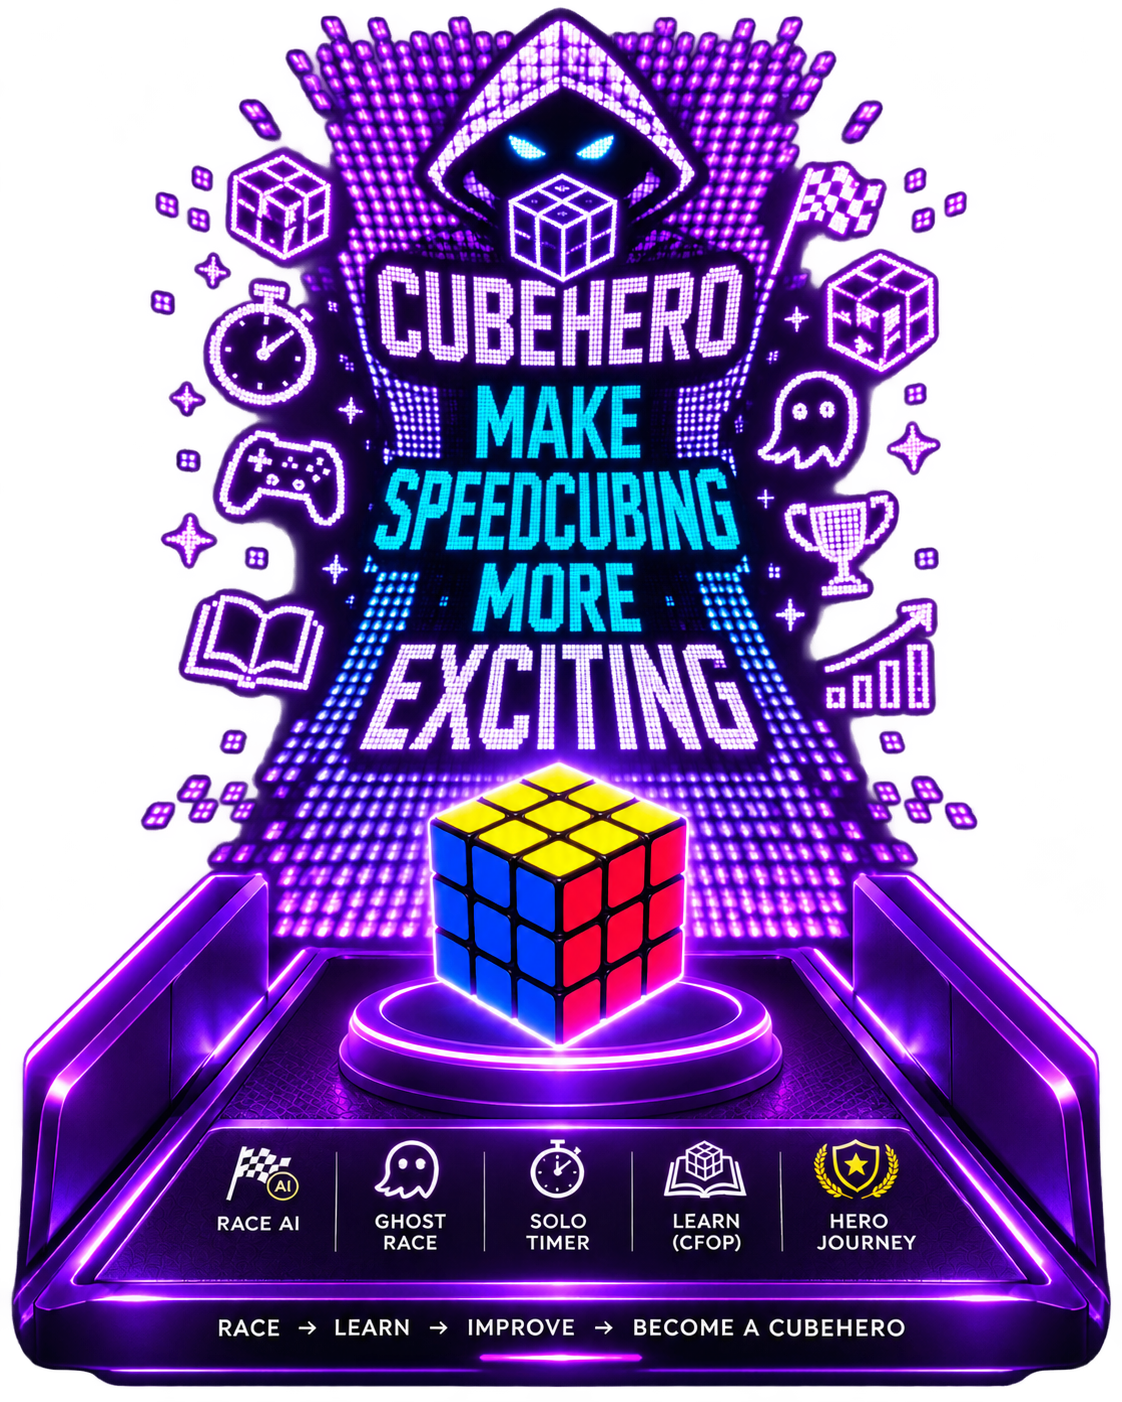 CUBEHERO
MAKE
SPEEDCUBING
MORE
EXCITING
AI
RACE AI
GHOST
RACE
SOLO
TIMER
LEARN
(CFOP)
HERO
JOURNEY
RACE → LEARN → IMPROVE → BECOME A CUBEHERO